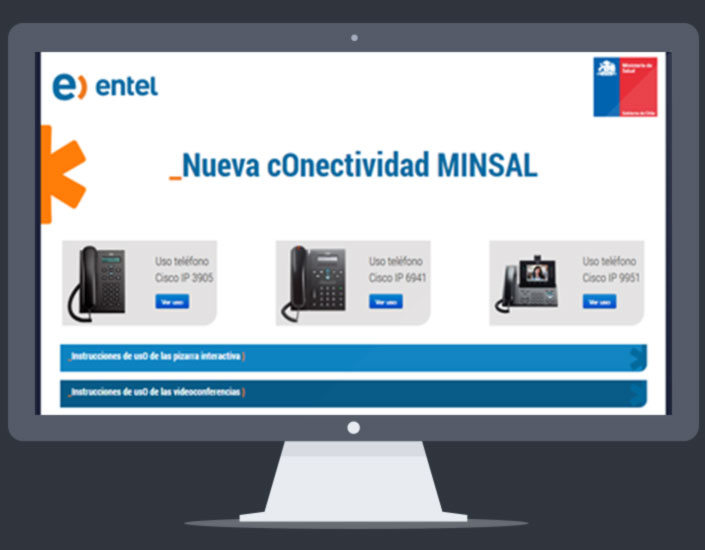 e) entel
Ministerio de
Salud
Gobierno de Chile
_Nueva cOnectividad MINSAL
Uso teléfono
Cisco IP 3905
Ver uso
Uso teléfono
Cisco IP 6941
Ver uso
Uso teléfono
Cisco IP 9951
Ver uso
_Instrucciones de usO de las pizarra interactiva )
_Instrucciones de usO de las videoconferencias )